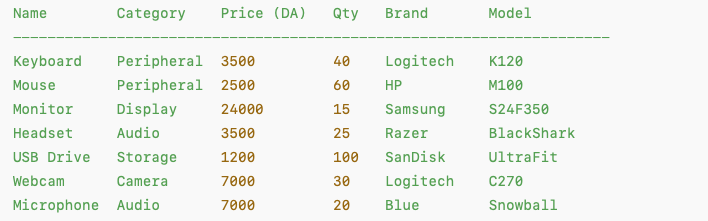 Name        Category    Price (DA)   Qty   Brand       Model
─────────────────────────────────────────────────────────────────────
Keyboard    Peripheral  3500         40    Logitech    K120
Mouse       Peripheral  2500         60    HP          M100
Monitor     Display     24000        15    Samsung     S24F350
Headset     Audio       3500         25    Razer       BlackShark
USB Drive   Storage     1200         100   SanDisk     UltraFit
Webcam      Camera      7000         30    Logitech    C270
Microphone  Audio       7000         20    Blue        Snowball